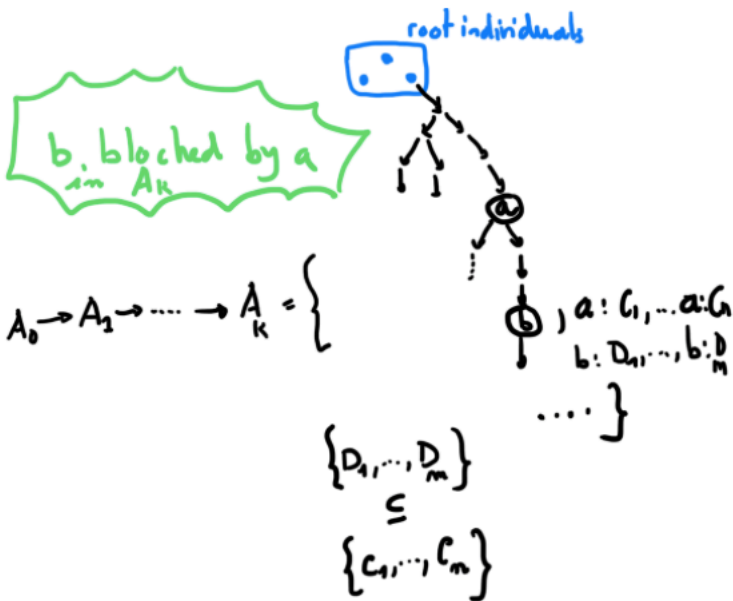 root individuals
b blocked by a
in A_k
a
A_0 → A_1 → ···· → A_k = {
b , a : C_1, ... a : C_n
b : D_1, ..., b : D_m
.... }
{D_1, ..., D_m}
⊆
{C_1, ..., C_n}